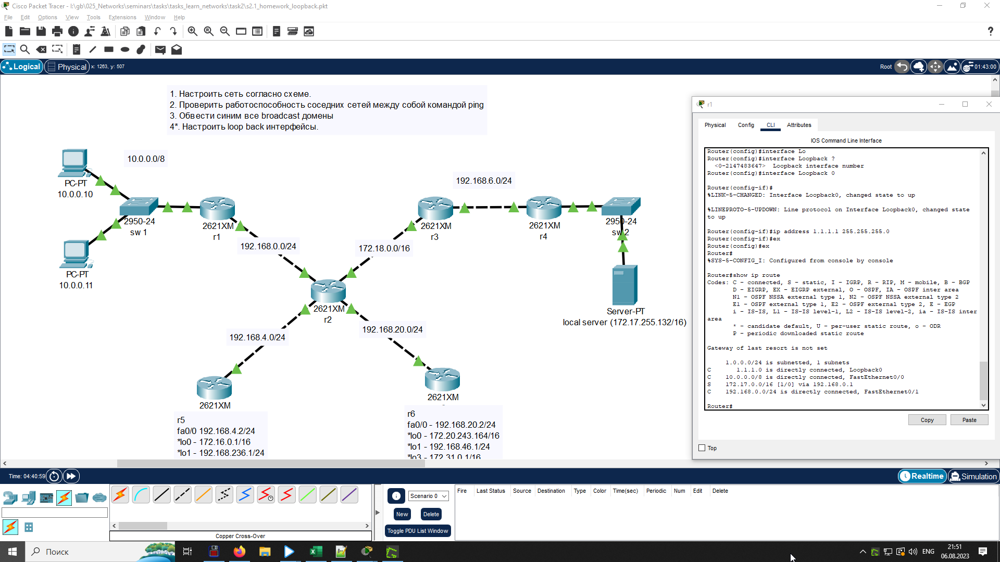 Cisco Packet Tracer - I:\gb\025_Networks\seminars\tasks\tasks_learn_networks\task2\s2.1_homework_loopback.pkt
File Edit Options View Tools Extensions Window Help
Logical Physical x: 1263, y: 507 Root 01:43:00
1. Настроить сеть согласно схеме.
2. Проверить работоспособность соседних сетей между собой командой ping
3. Обвести синим все broadcast домены
4*. Настроить loop back интерфейсы.
10.0.0.0/8
PC-PT
10.0.0.10
2950-24
sw 1
2621XM
r1
PC-PT
10.0.0.11
192.168.0.0/24
172.18.0.0/16
192.168.6.0/24
2621XM
r3
2621XM
r4
2950-24
sw 2
Server-PT
local server (172.17.255.132/16)
2621XM
r2
192.168.4.0/24
192.168.20.0/24
2621XM
r5
fa0/0 192.168.4.2/24
*lo0 - 172.16.0.1/16
*lo1 - 192.168.236.1/24
2621XM
r6
fa0/0 - 192.168.20.2/24
*lo0 - 172.20.243.164/16
*lo1 - 192.168.46.1/24
*lo3 - 172.31.0.1/16
r1
Physical Config CLI Attributes
IOS Command Line Interface
Router(config)#interface Lo
Router(config)#interface Loopback ?
<0-2147483647> Loopback interface number
Router(config)#interface Loopback 0
Router(config-if)#
%LINK-5-CHANGED: Interface Loopback0, changed state to up
%LINEPROTO-5-UPDOWN: Line protocol on Interface Loopback0, changed state
to up
Router(config-if)#ip address 1.1.1.1 255.255.255.0
Router(config-if)#ex
Router(config)#ex
Router#
%SYS-5-CONFIG_I: Configured from console by console
Router#show ip route
Codes: C - connected, S - static, I - IGRP, R - RIP, M - mobile, B - BGP
D - EIGRP, EX - EIGRP external, O - OSPF, IA - OSPF inter area
N1 - OSPF NSSA external type 1, N2 - OSPF NSSA external type 2
E1 - OSPF external type 1, E2 - OSPF external type 2, E - EGP
i - IS-IS, L1 - IS-IS level-1, L2 - IS-IS level-2, ia - IS-IS inter
area
* - candidate default, U - per-user static route, o - ODR
P - periodic downloaded static route
Gateway of last resort is not set
1.0.0.0/24 is subnetted, 1 subnets
C 1.1.1.0 is directly connected, Loopback0
C 10.0.0.0/8 is directly connected, FastEthernet0/0
S 172.17.0.0/16 [1/0] via 192.168.0.1
C 192.168.0.0/24 is directly connected, FastEthernet0/1
Router#
Copy Paste
Top
Time: 04:40:59 Realtime Simulation
Scenario 0
New Delete
Toggle PDU List Window
Fire Last Status Source Destination Type Color Time(sec) Periodic Num Edit Delete
Copper Cross-Over
Поиск
ENG
21:51
06.08.2023